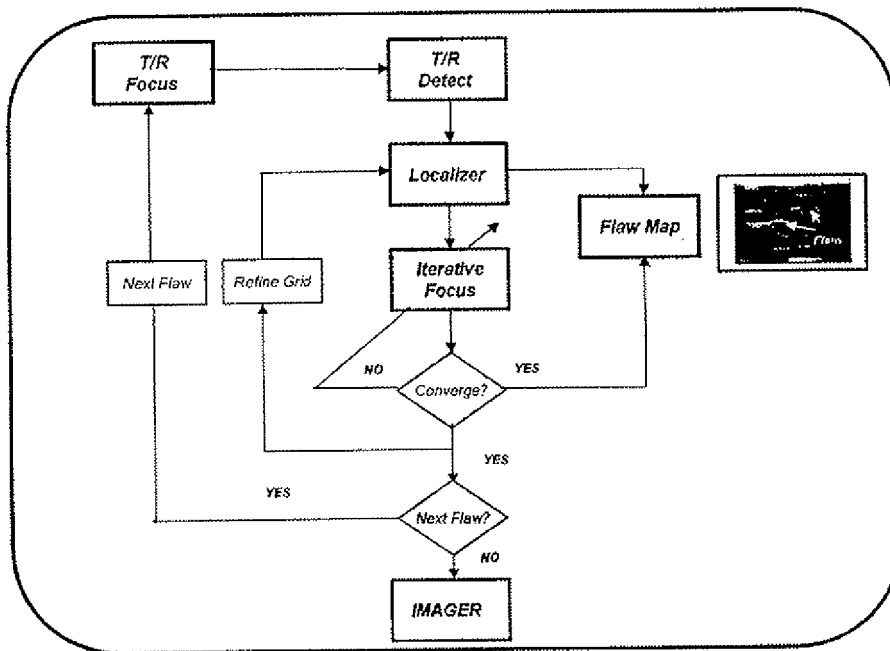 T/R
Focus
T/R
Detect
Localizer
Flaw Map
Flaws
Iterative
Focus
Next Flaw
Refine Grid
NO
YES
Converge?
YES
YES
Next Flaw?
NO
IMAGER